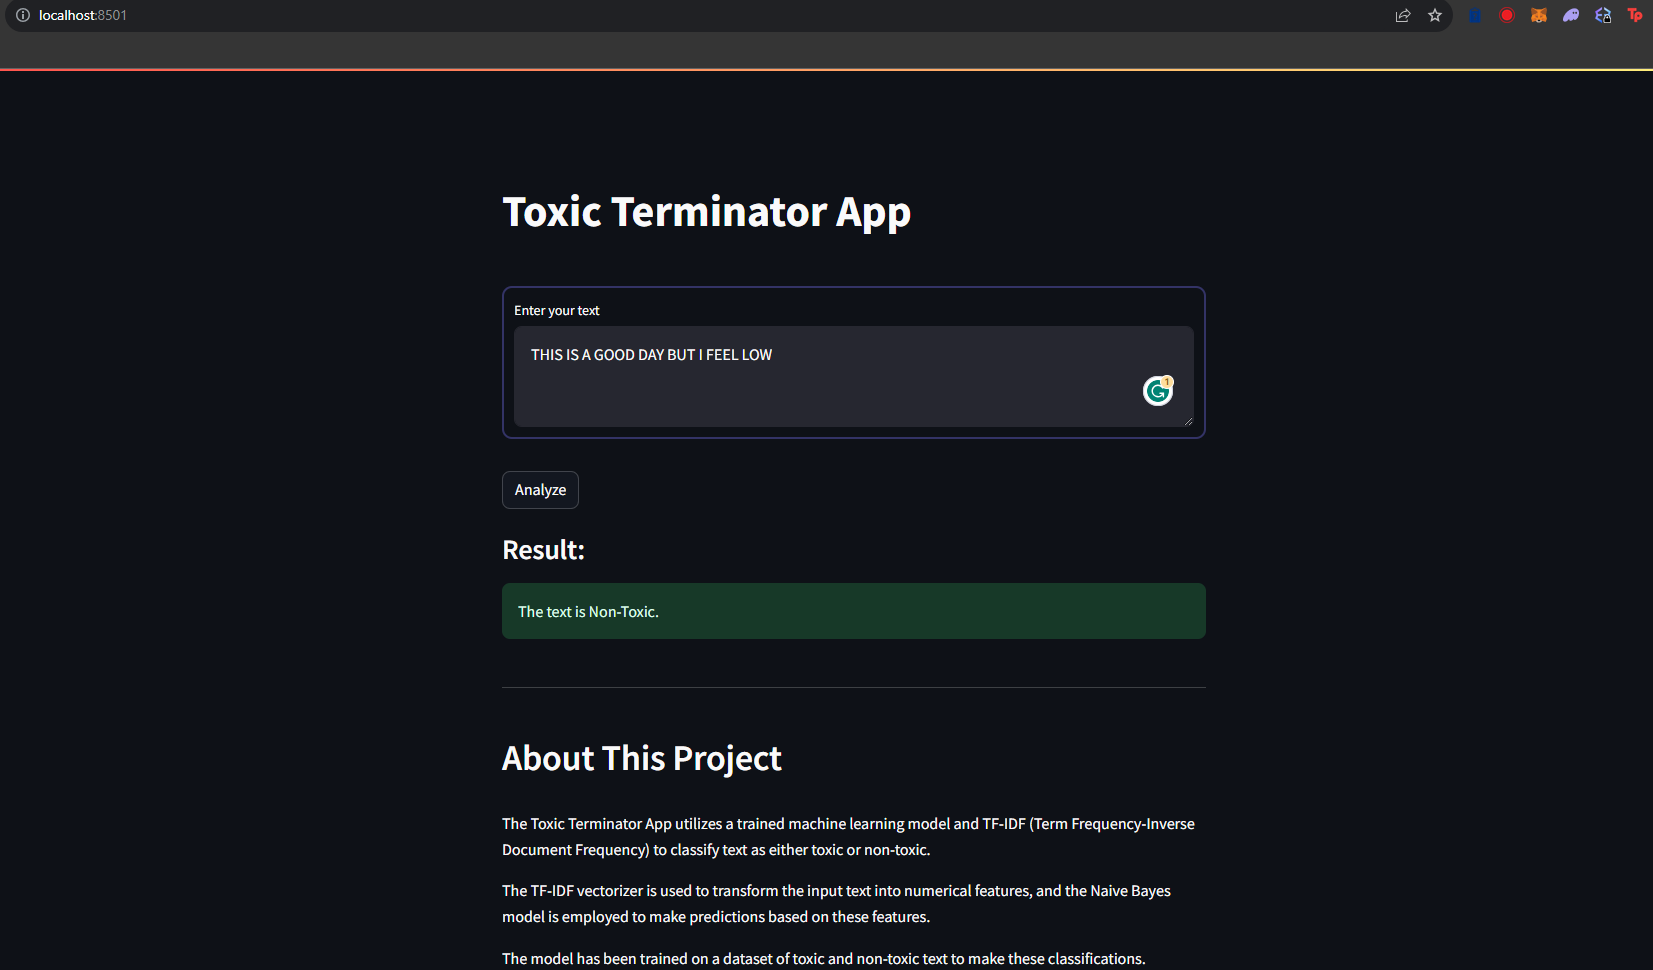 localhost:8501
Tp
Toxic Terminator App
Enter your text
THIS IS A GOOD DAY BUT I FEEL LOW
1
Analyze
Result:
The text is Non-Toxic.
About This Project
The Toxic Terminator App utilizes a trained machine learning model and TF-IDF (Term Frequency-Inverse
Document Frequency) to classify text as either toxic or non-toxic.
The TF-IDF vectorizer is used to transform the input text into numerical features, and the Naive Bayes
model is employed to make predictions based on these features.
The model has been trained on a dataset of toxic and non-toxic text to make these classifications.